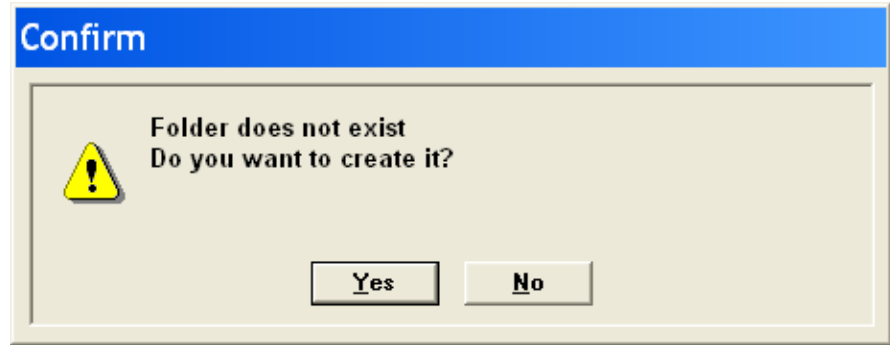 Confirm
Folder does not exist
Do you want to create it?
Yes No